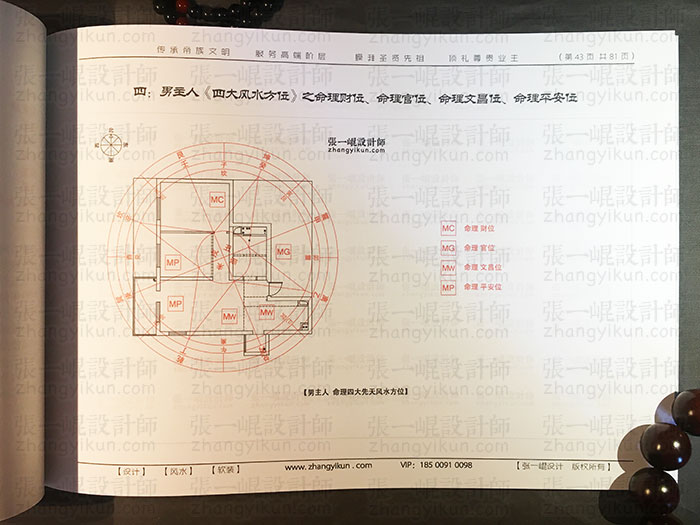 传承帝族文明 服务高端阶层 膜拜圣贤先祖 顶礼尊贵业主 (第43页 共81页)
四：男主人《四大风水方位》之命理财位、命理官位、命理文昌位、命理平安位
張一崐設計師
zhangyikun.com
MC
MG
MP
MP
MW
MW
MC 命理 财位
MG 命理 官位
MW 命理 文昌位
MP 命理 平安位
【男主人 命理四大先天风水方位】
【设计】 【风水】 【软装】 www.zhangyikun.com VIP: 185 0091 0098 【张一崐设计 版权所有】